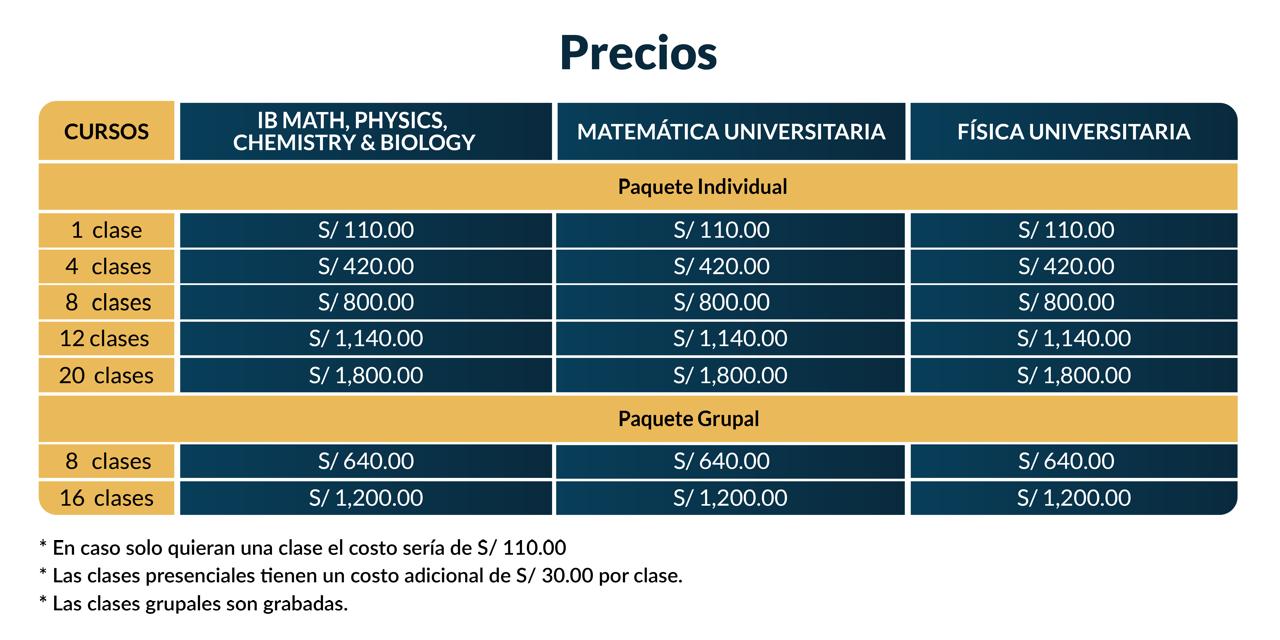 Precios
CURSOS
IB MATH, PHYSICS,
CHEMISTRY & BIOLOGY
MATEMÁTICA UNIVERSITARIA
FÍSICA UNIVERSITARIA
Paquete Individual
1 clase S/ 110.00 S/ 110.00 S/ 110.00
4 clases S/ 420.00 S/ 420.00 S/ 420.00
8 clases S/ 800.00 S/ 800.00 S/ 800.00
12 clases S/ 1,140.00 S/ 1,140.00 S/ 1,140.00
20 clases S/ 1,800.00 S/ 1,800.00 S/ 1,800.00
Paquete Grupal
8 clases S/ 640.00 S/ 640.00 S/ 640.00
16 clases S/ 1,200.00 S/ 1,200.00 S/ 1,200.00
* En caso solo quieran una clase el costo sería de S/ 110.00
* Las clases presenciales tienen un costo adicional de S/ 30.00 por clase.
* Las clases grupales son grabadas.